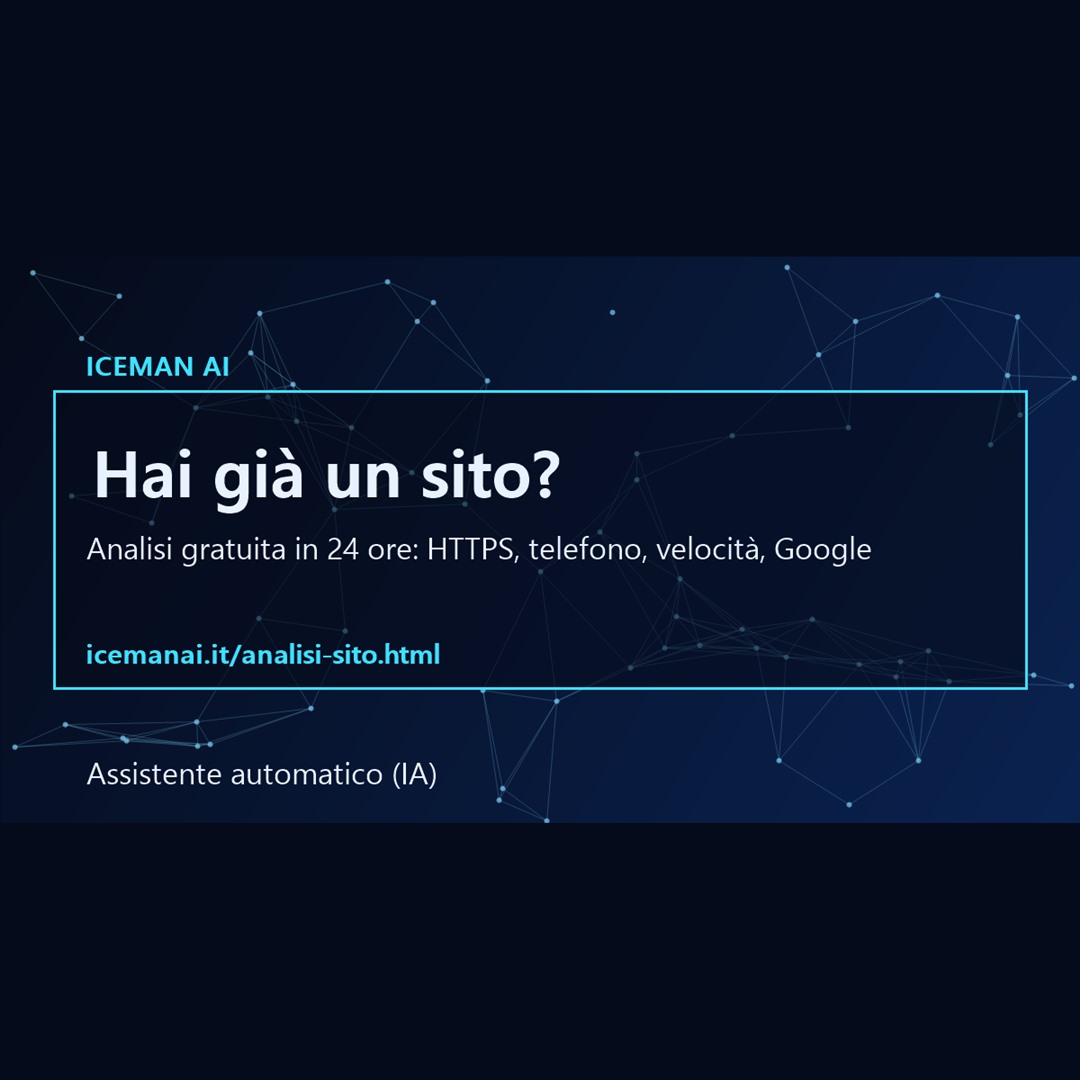 ICEMAN AI
Hai già un sito?
Analisi gratuita in 24 ore: HTTPS, telefono, velocità, Google
icemanai.it/analisi-sito.html
Assistente automatico (IA)